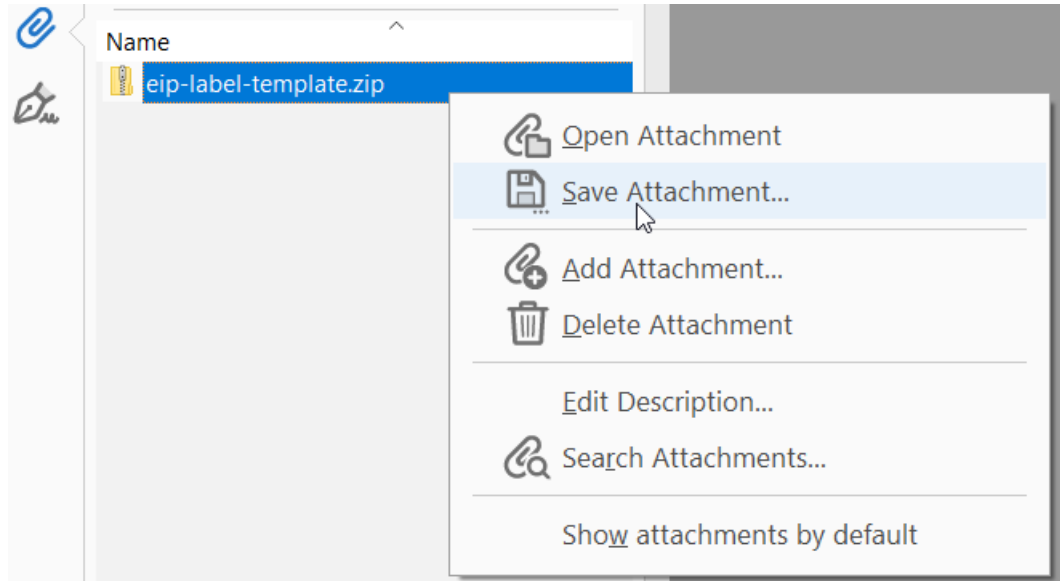 Name
eip-label-template.zip
Open Attachment
Save Attachment...
Add Attachment...
Delete Attachment
Edit Description...
Search Attachments...
Show attachments by default